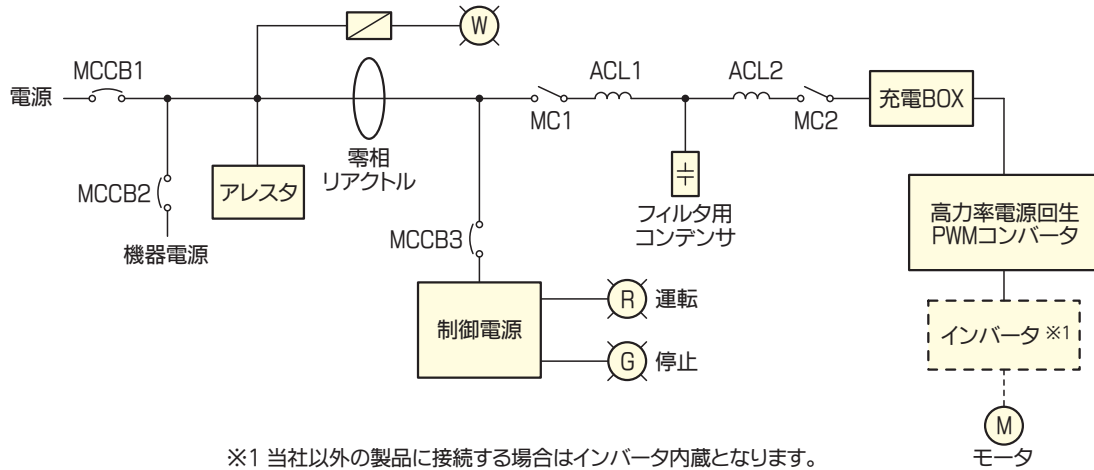 W
MCCB1
電源
ACL1
ACL2
MC1
MC2
充電BOX
零相
リアクトル
MCCB2
アレスタ
機器電源
フィルタ用
コンデンサ
MCCB3
高力率電源回生
PWMコンバータ
制御電源
R 運転
G 停止
インバータ ※1
M
モータ
※1 当社以外の製品に接続する場合はインバータ内蔵となります。